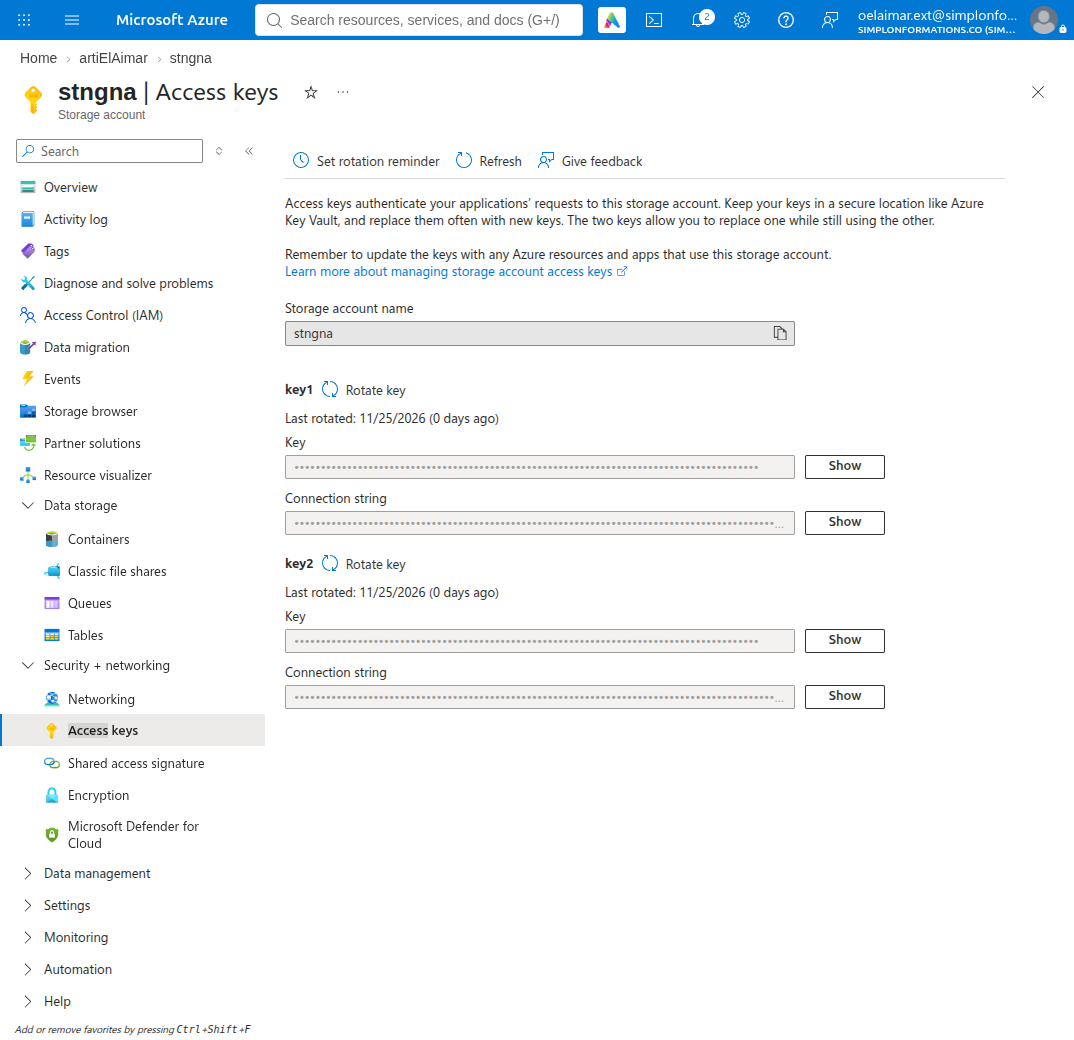 Microsoft Azure
Search resources, services, and docs (G+/)
2
oelaimar.ext@simplonfo...
SIMPLONFORMATIONS.CO (SIM...
Home > artiElAimar > stngna
stngna | Access keys
Storage account
Search
Overview
Activity log
Tags
Diagnose and solve problems
Access Control (IAM)
Data migration
Events
Storage browser
Partner solutions
Resource visualizer
Data storage
Containers
Classic file shares
Queues
Tables
Security + networking
Networking
Access keys
Shared access signature
Encryption
Microsoft Defender for
Cloud
Data management
Settings
Monitoring
Automation
Help
Add or remove favorites by pressing Ctrl+Shift+F
Set rotation reminder
Refresh
Give feedback
Access keys authenticate your applications’ requests to this storage account. Keep your keys in a secure location like Azure
Key Vault, and replace them often with new keys. The two keys allow you to replace one while still using the other.
Remember to update the keys with any Azure resources and apps that use this storage account.
Learn more about managing storage account access keys
Storage account name
stngna
key1 Rotate key
Last rotated: 11/25/2026 (0 days ago)
Key
Show
Connection string
Show
key2 Rotate key
Last rotated: 11/25/2026 (0 days ago)
Key
Show
Connection string
Show